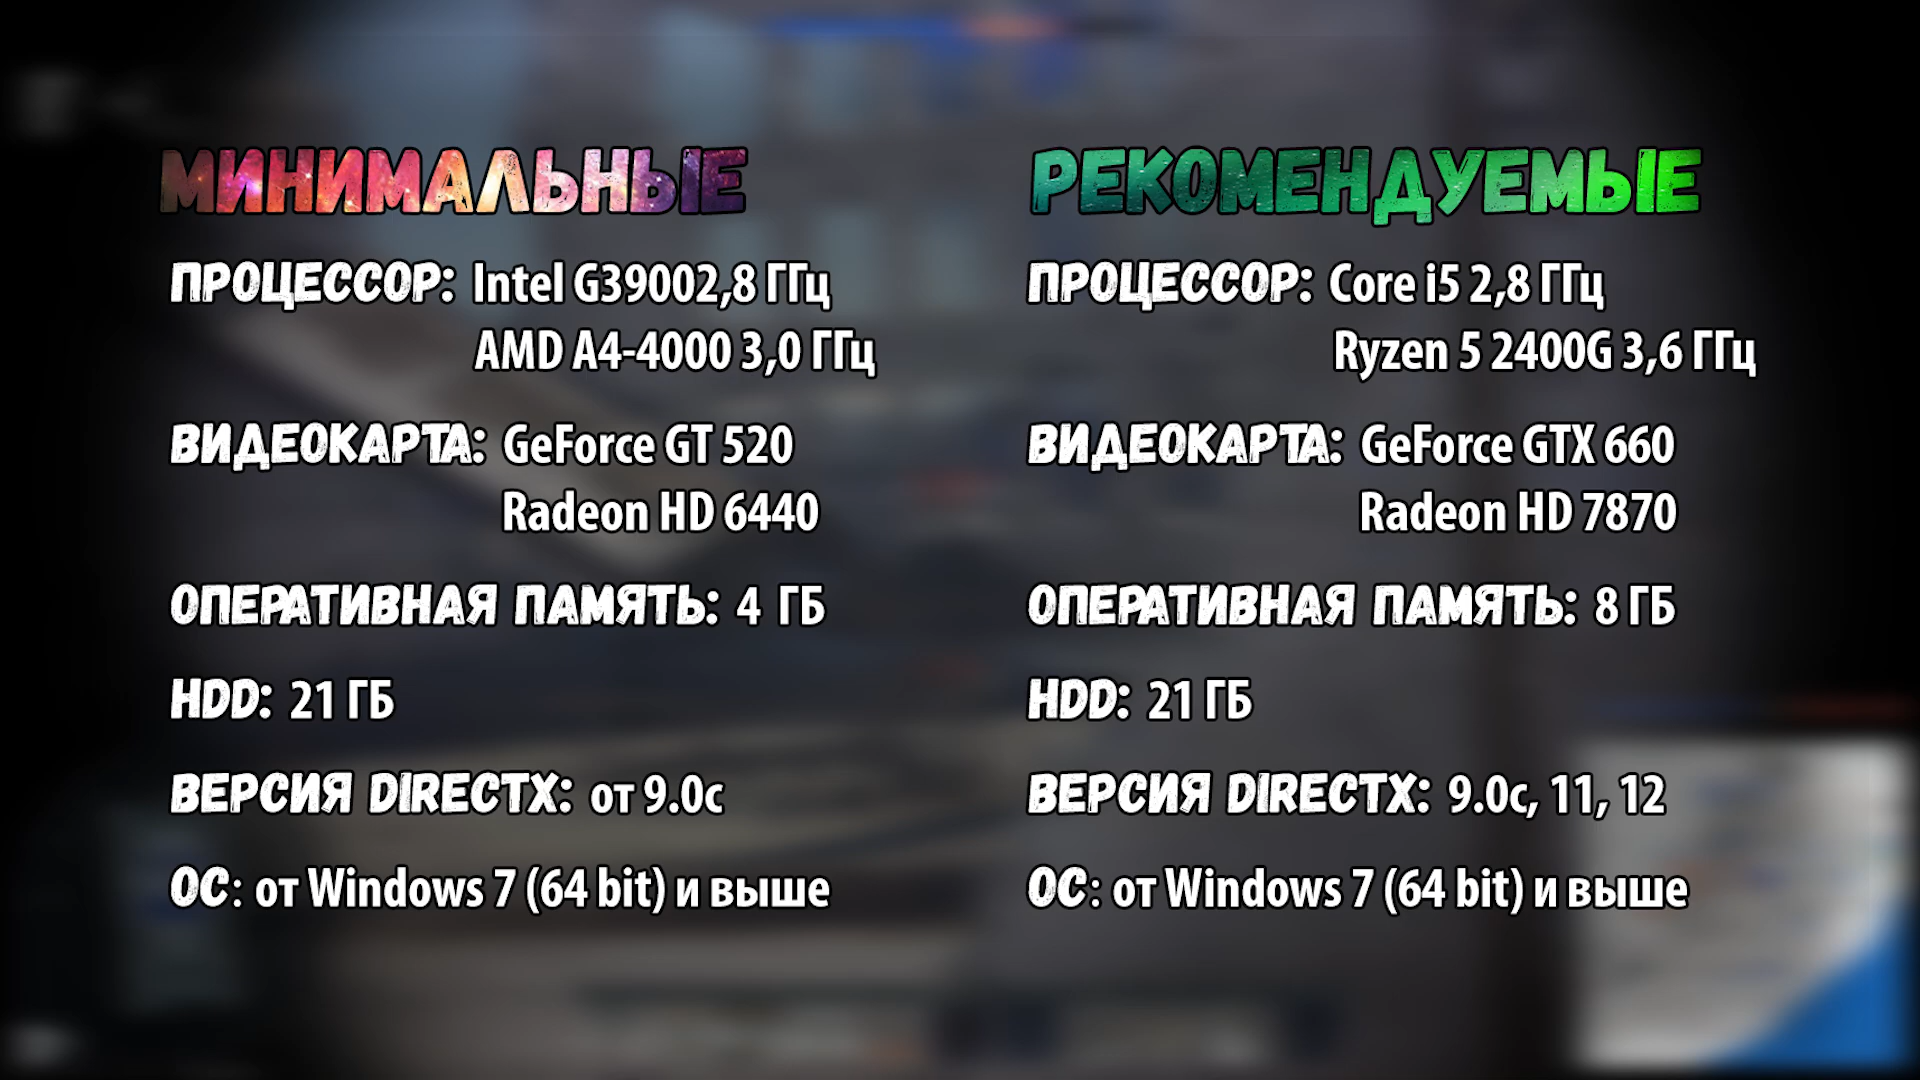 МИНИМАЛЬНЫЕ
ПРОЦЕССОР: Intel G39002,8 ГГц
AMD A4-4000 3,0 ГГц
ВИДЕОКАРТА: GeForce GT 520
Radeon HD 6440
ОПЕРАТИВНАЯ ПАМЯТЬ: 4 ГБ
HDD: 21 ГБ
ВЕРСИЯ DIRECTX: от 9.0с
ОС: от Windows 7 (64 bit) и выше
РЕКОМЕНДУЕМЫЕ
ПРОЦЕССОР: Core i5 2,8 ГГц
Ryzen 5 2400G 3,6 ГГц
ВИДЕОКАРТА: GeForce GTX 660
Radeon HD 7870
ОПЕРАТИВНАЯ ПАМЯТЬ: 8 ГБ
HDD: 21 ГБ
ВЕРСИЯ DIRECTX: 9.0с, 11, 12
ОС: от Windows 7 (64 bit) и выше